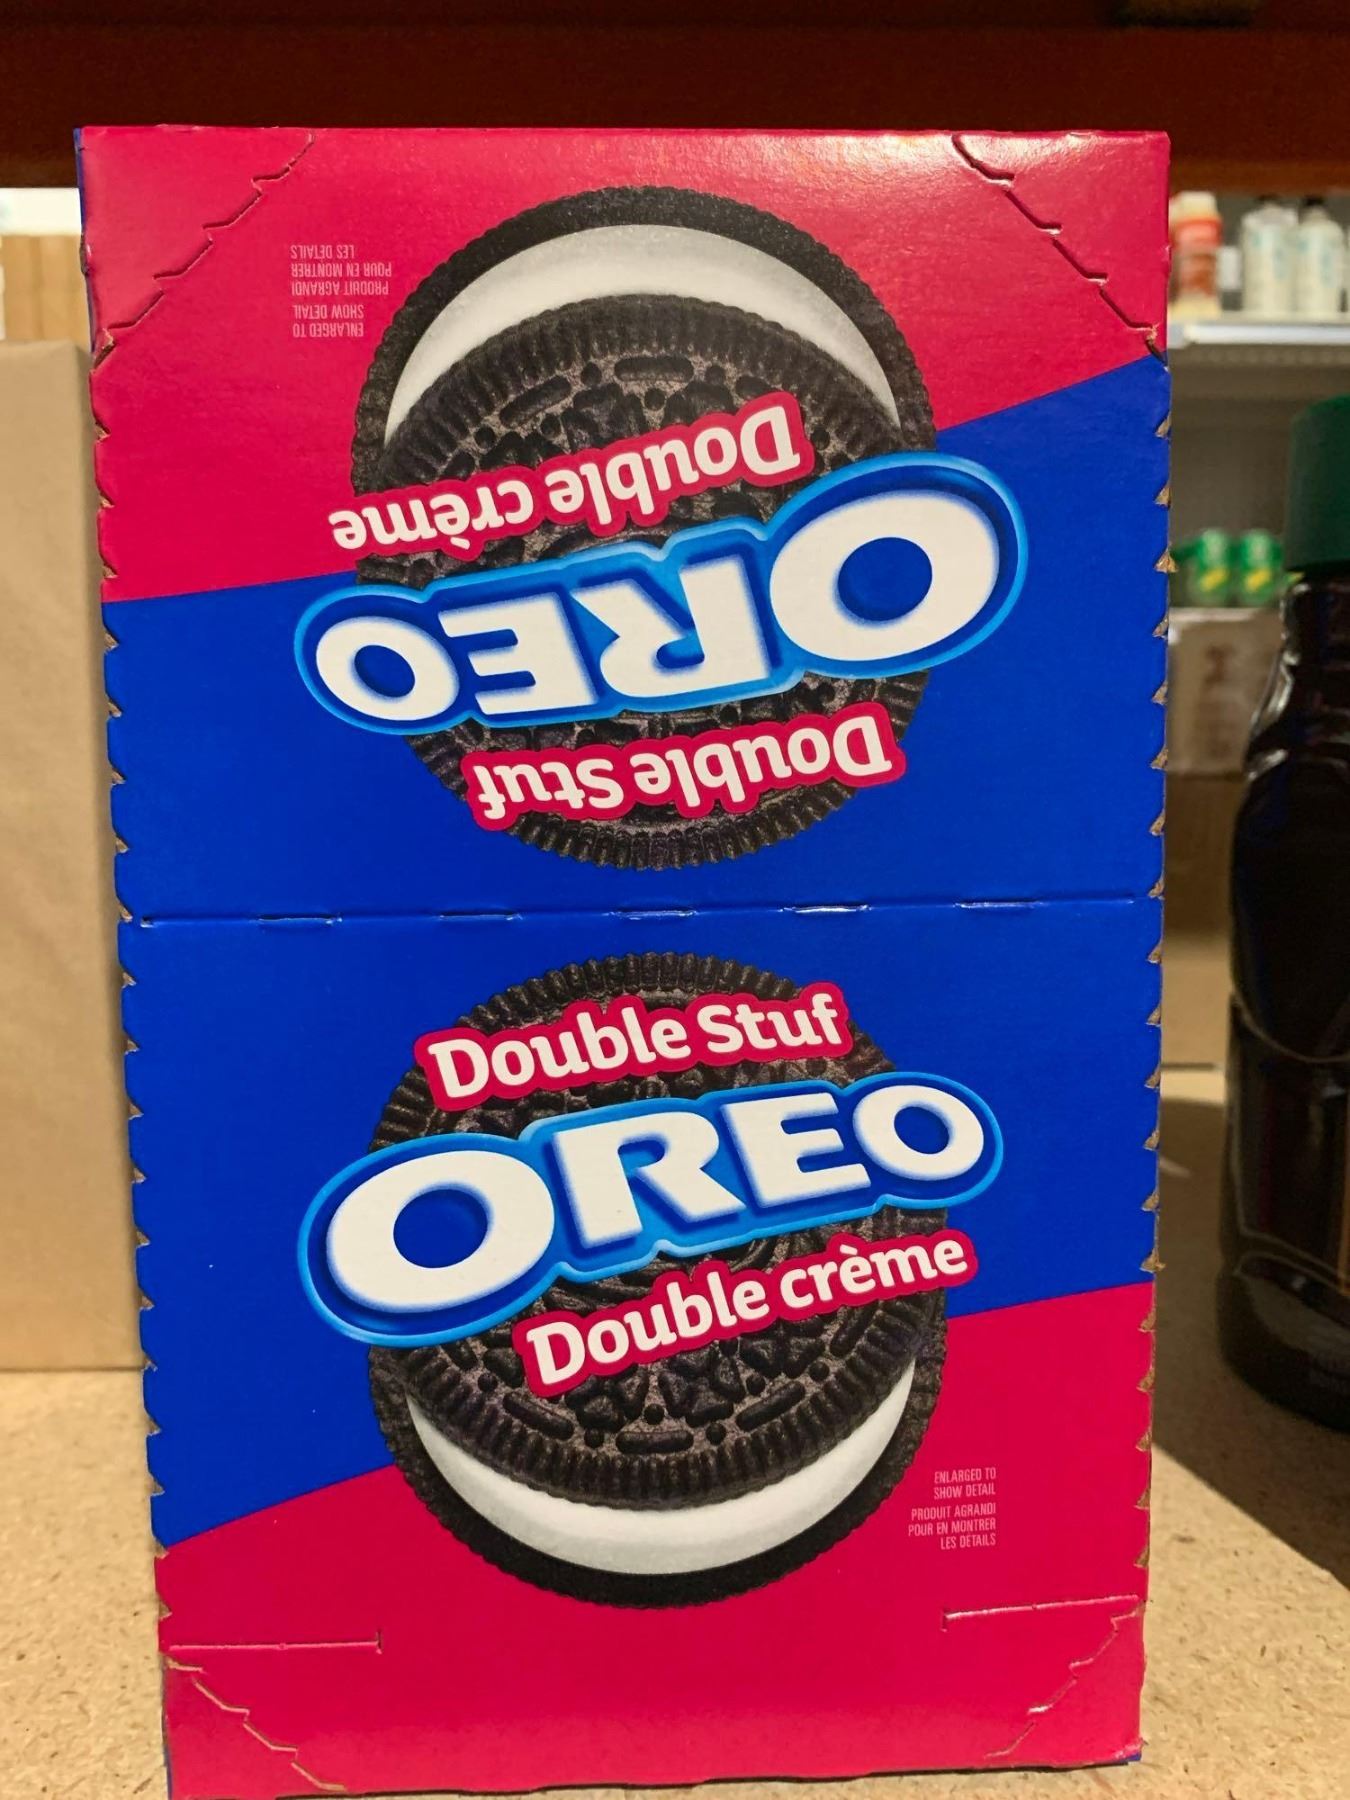 ENLARGED TO
SHOW DETAIL
PRODUIT AGRANDI
POUR EN MONTRER
LES DÉTAILS
Double Stuf
OREO
Double crème
Double Stuf
OREO
Double crème
ENLARGED TO
SHOW DETAIL
PRODUIT AGRANDI
POUR EN MONTRER
LES DÉTAILS